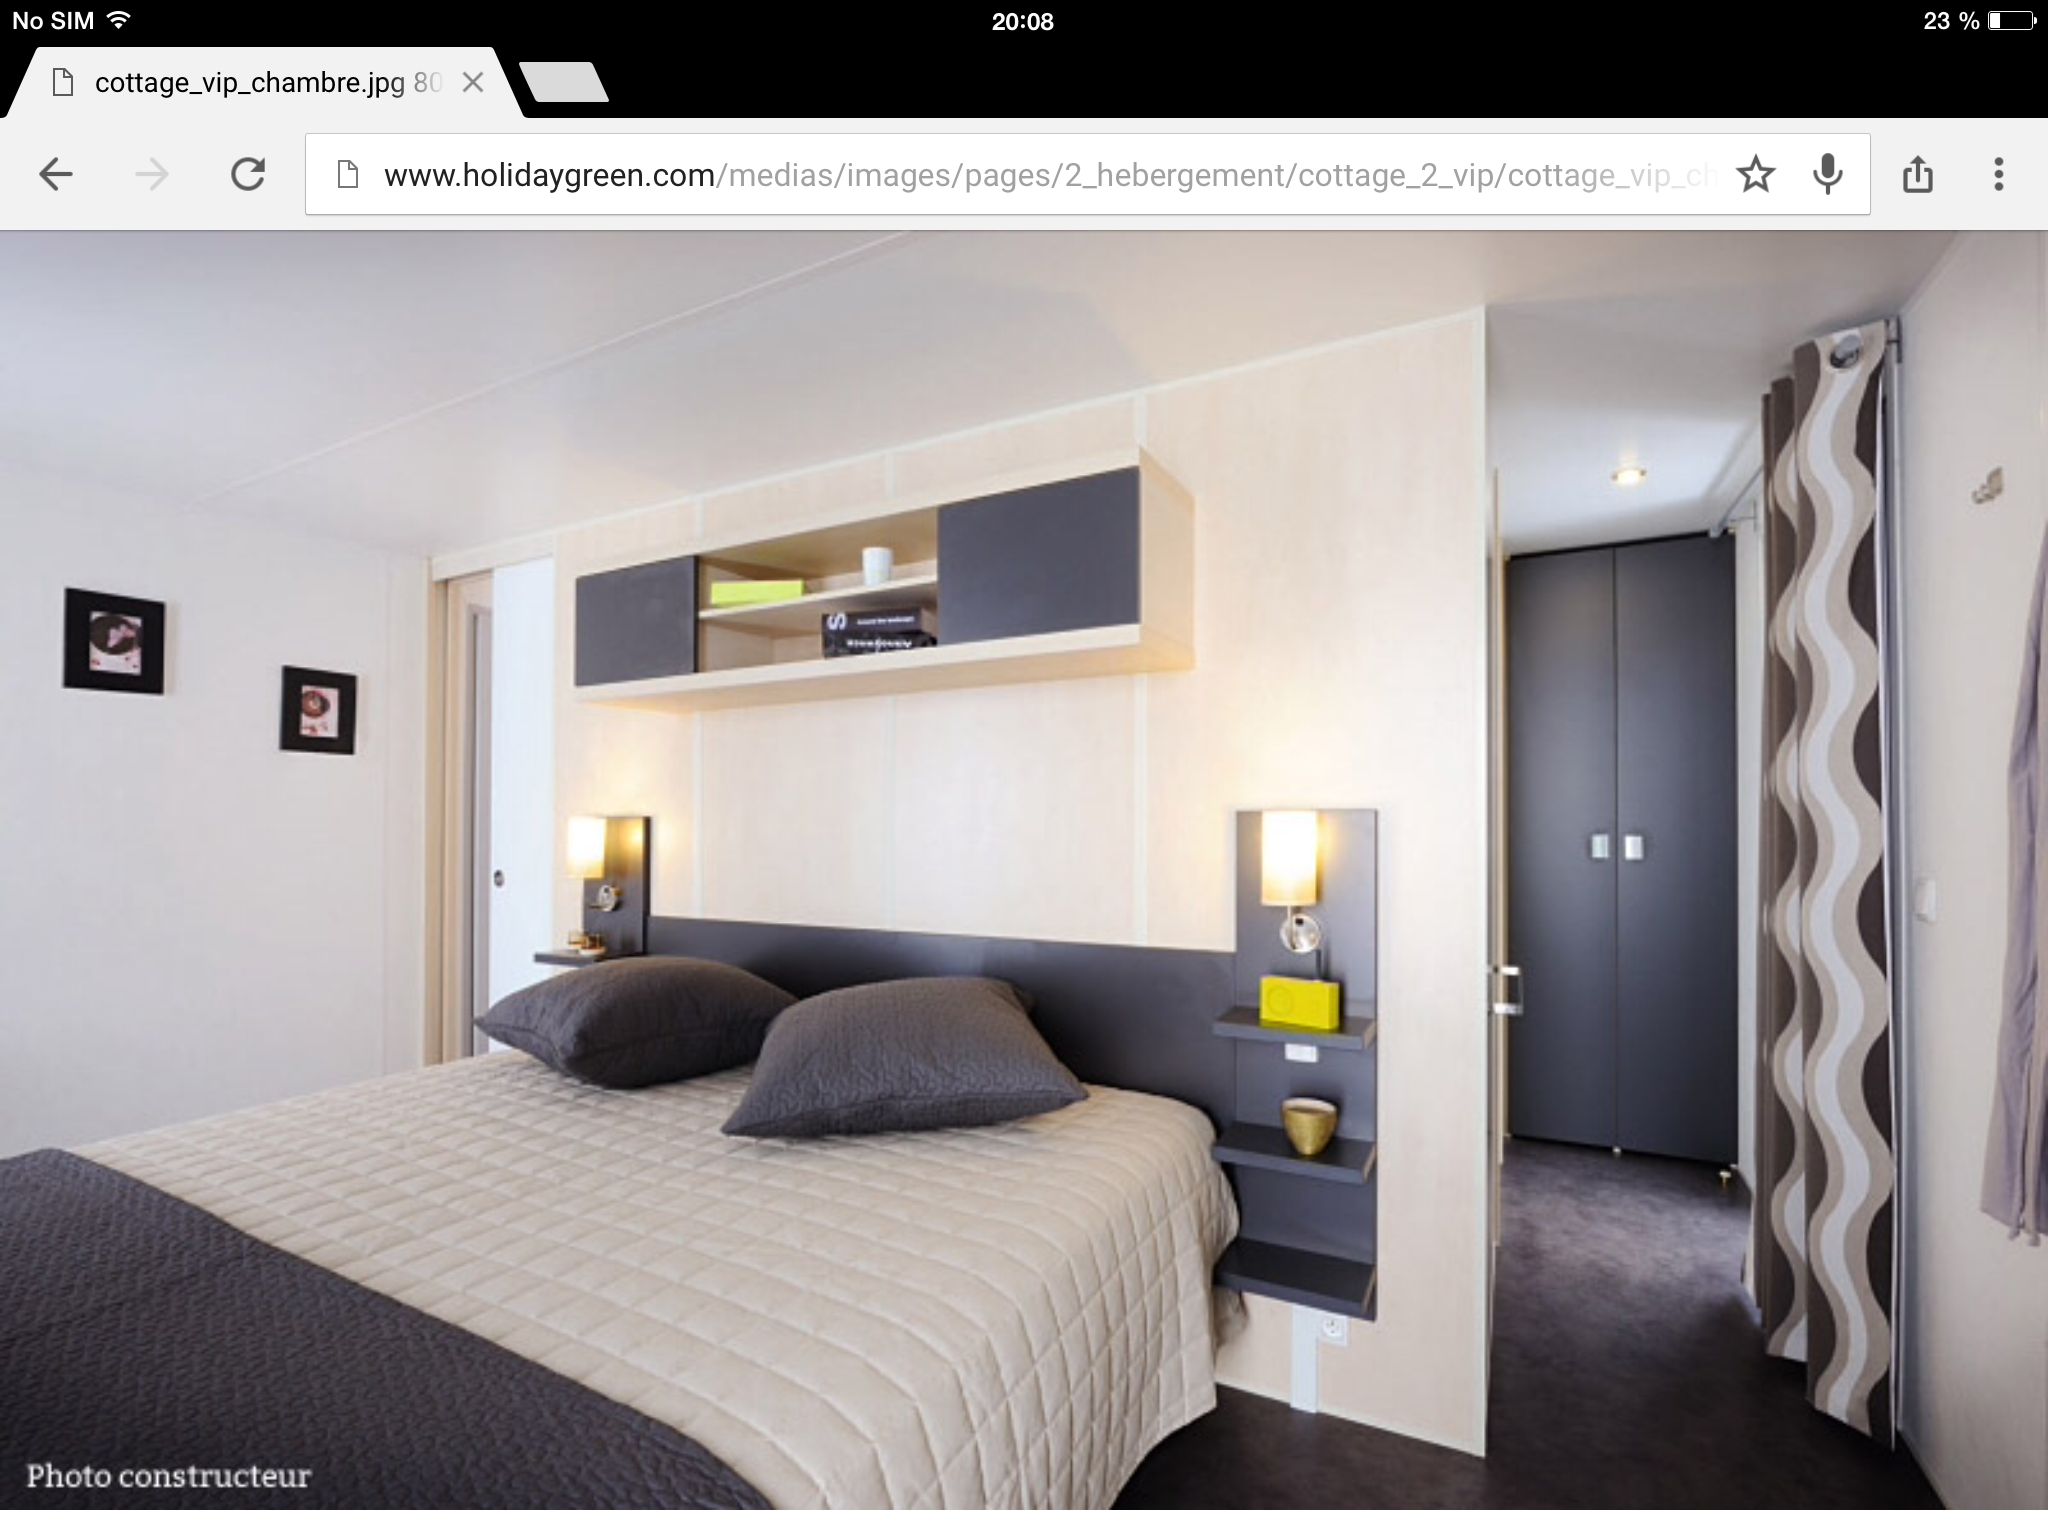 No SIM
20:08
23 %
cottage_vip_chambre.jpg 80
www.holidaygreen.com/medias/images/pages/2_hebergement/cottage_2_vip/cottage_vip_ch
Photo constructeur